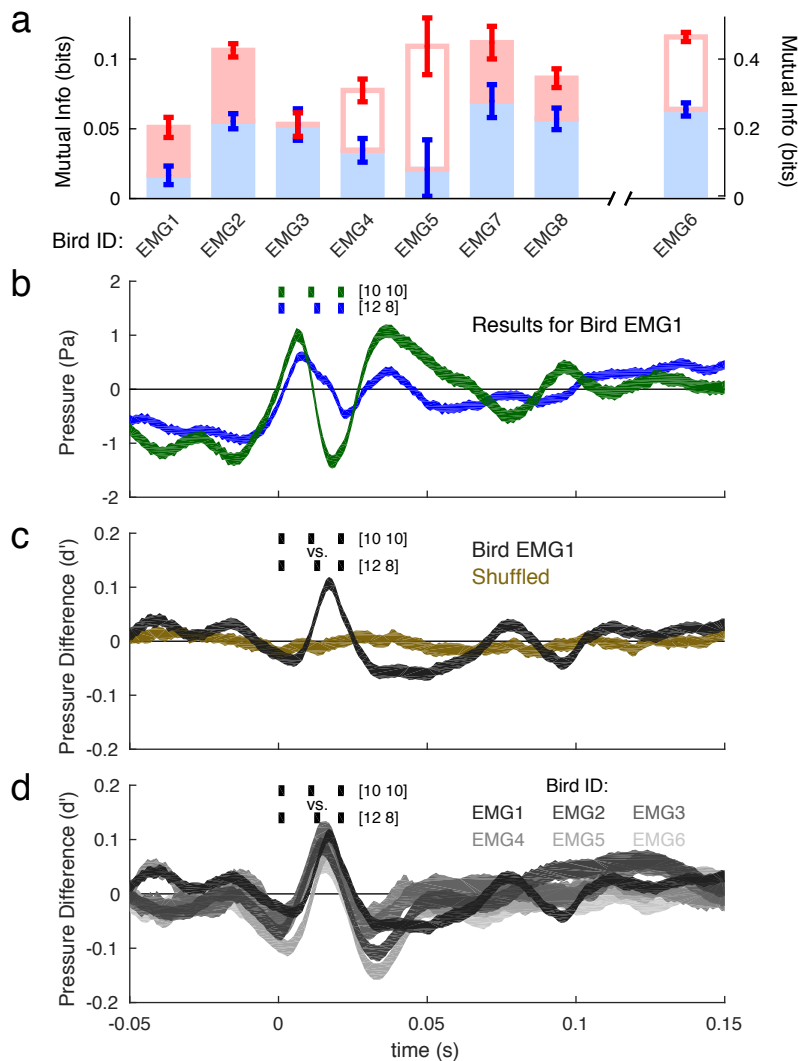 a
Mutual Info (bits)
0.1
0.05
0
0.4
0.2
0
Mutual Info (bits)
Bird ID:
EMG1
EMG2
EMG3
EMG4
EMG5
EMG7
EMG8
EMG6
b
Pressure (Pa)
2
1
0
-1
-2
[10 10]
[12 8]
Results for Bird EMG1
c
Pressure Difference (d')
0.2
0.1
0
-0.1
-0.2
[10 10]
vs.
[12 8]
Bird EMG1
Shuffled
d
Pressure Difference (d')
0.2
0.1
0
-0.1
-0.2
[10 10]
vs.
[12 8]
Bird ID:
EMG1 EMG2 EMG3
EMG4 EMG5 EMG6
-0.05 0 0.05 0.1 0.15
time (s)